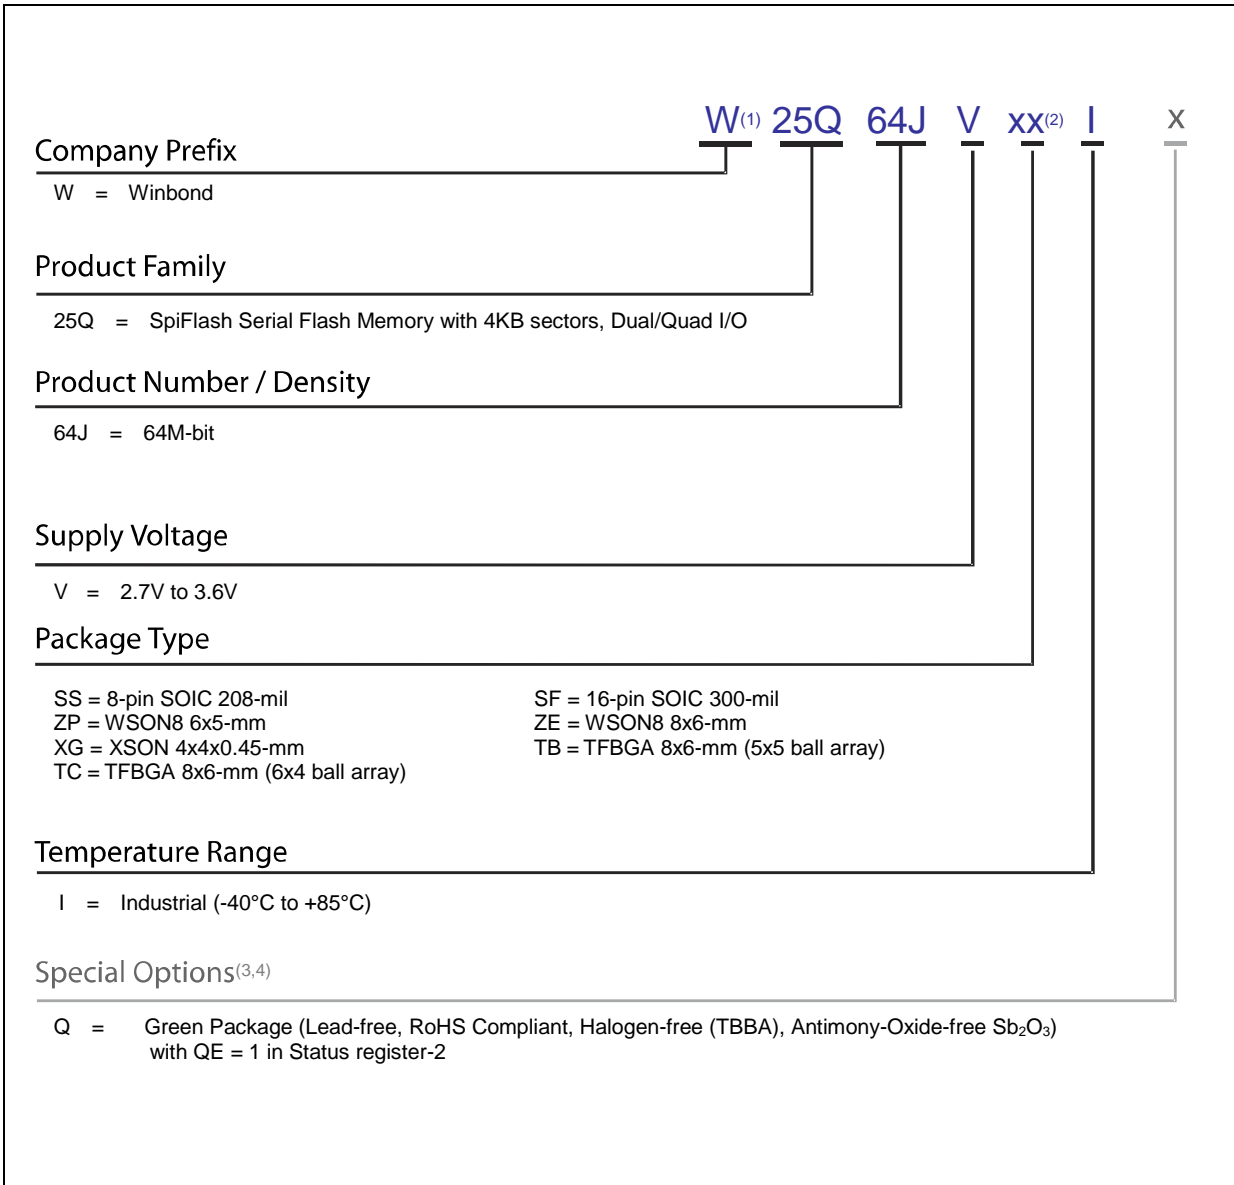 W(1) 25Q 64J V xx(2) I x
Company Prefix
W = Winbond
Product Family
25Q = SpiFlash Serial Flash Memory with 4KB sectors, Dual/Quad I/O
Product Number / Density
64J = 64M-bit
Supply Voltage
V = 2.7V to 3.6V
Package Type
SS = 8-pin SOIC 208-mil SF = 16-pin SOIC 300-mil
ZP = WSON8 6x5-mm ZE = WSON8 8x6-mm
XG = XSON 4x4x0.45-mm TB = TFBGA 8x6-mm (5x5 ball array)
TC = TFBGA 8x6-mm (6x4 ball array)
Temperature Range
I = Industrial (-40°C to +85°C)
Special Options(3,4)
Q = Green Package (Lead-free, RoHS Compliant, Halogen-free (TBBA), Antimony-Oxide-free Sb₂O₃)
with QE = 1 in Status register-2